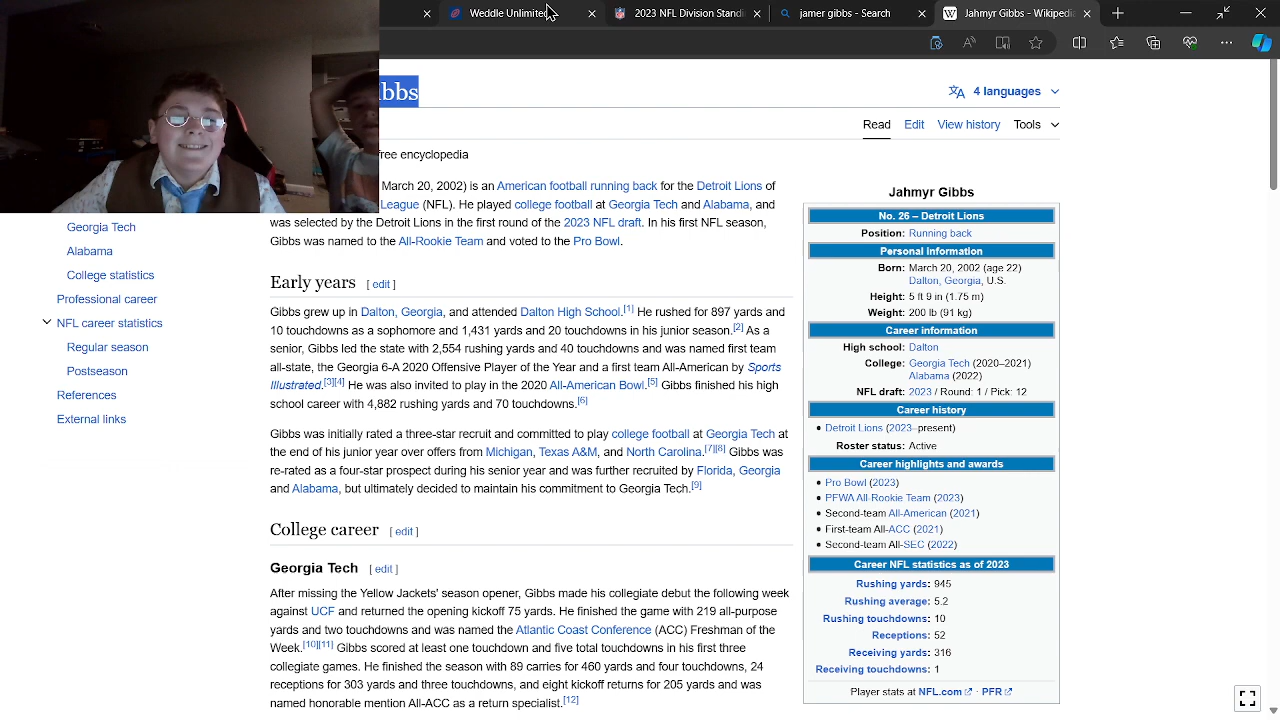 Weddle Unlimited
2023 NFL Division Standi
Jahmyr Gibbs -
Jahmyr Gibbs - Wikipedi
bbs
4 languages
Read
Edit
View history
Tools
free encyclopedia
March 20, 2002) is an American football running back for the Detroit Lions of
League (NFL). He played college football at Georgia Tech and Alabama, and
was selected by the Detroit Lions in the first round of the 2023 NFL draft. In his first NFL season,
Gibbs was named to the All-Rookie Team and voted to the Pro Bowl.
Georgia Tech
Alabama
College statistics
Professional career
NFL career statistics
Regular season
Postseason
References
External links
Early years [ edit ]
Gibbs grew up in Dalton, Georgia, and attended Dalton High School.[1] He rushed for 897 yards and
10 touchdowns as a sophomore and 1,431 yards and 20 touchdowns in his junior season.[2] As a
senior, Gibbs led the state with 2,554 rushing yards and 40 touchdowns and was named first team
all-state, the Georgia 6-A 2020 Offensive Player of the Year and a first team All-American by Sports
Illustrated.[3][4] He was also invited to play in the 2020 All-American Bowl.[5] Gibbs finished his high
school career with 4,882 rushing yards and 70 touchdowns.[6]
Gibbs was initially rated a three-star recruit and committed to play college football at Georgia Tech at
the end of his junior year over offers from Michigan, Texas A&M, and North Carolina.[7][8] Gibbs was
re-rated as a four-star prospect during his senior year and was further recruited by Florida, Georgia
and Alabama, but ultimately decided to maintain his commitment to Georgia Tech.[9]
College career [ edit ]
Georgia Tech [ edit ]
After missing the Yellow Jackets' season opener, Gibbs made his collegiate debut the following week
against UCF and returned the opening kickoff 75 yards. He finished the game with 219 all-purpose
yards and two touchdowns and was named the Atlantic Coast Conference (ACC) Freshman of the
Week.[10][11] Gibbs scored at least one touchdown and five total touchdowns in his first three
collegiate games. He finished the season with 89 carries for 460 yards and four touchdowns, 24
receptions for 303 yards and three touchdowns, and eight kickoff returns for 205 yards and was
named honorable mention All-ACC as a return specialist.[12]
Jahmyr Gibbs
No. 26 – Detroit Lions
Position: Running back
Personal information
Born: March 20, 2002 (age 22)
Dalton, Georgia, U.S.
Height: 5 ft 9 in (1.75 m)
Weight: 200 lb (91 kg)
Career information
High school: Dalton
College: Georgia Tech (2020–2021)
Alabama (2022)
NFL draft: 2023 / Round: 1 / Pick: 12
Career history
• Detroit Lions (2023–present)
Roster status: Active
Career highlights and awards
• Pro Bowl (2023)
• PFWA All-Rookie Team (2023)
• Second-team All-American (2021)
• First-team All-ACC (2021)
• Second-team All-SEC (2022)
Career NFL statistics as of 2023
Rushing yards: 945
Rushing average: 5.2
Rushing touchdowns: 10
Receptions: 52
Receiving yards: 316
Receiving touchdowns: 1
Player stats at NFL.com · PFR